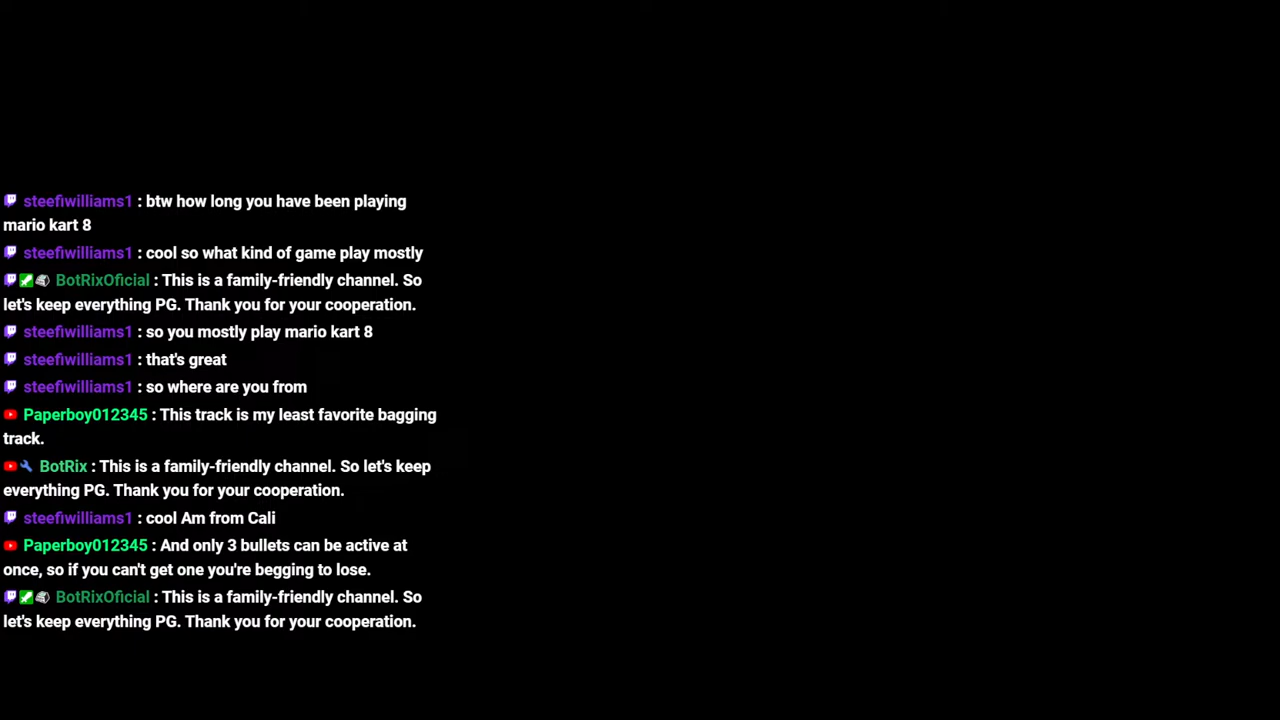 steefiwilliams1 : btw how long you have been playing
mario kart 8
steefiwilliams1 : cool so what kind of game play mostly
BotRixOficial : This is a family-friendly channel. So
let's keep everything PG. Thank you for your cooperation.
steefiwilliams1 : so you mostly play mario kart 8
steefiwilliams1 : that's great
steefiwilliams1 : so where are you from
Paperboy012345 : This track is my least favorite bagging
track.
BotRix : This is a family-friendly channel. So let's keep
everything PG. Thank you for your cooperation.
steefiwilliams1 : cool Am from Cali
Paperboy012345 : And only 3 bullets can be active at
once, so if you can't get one you're begging to lose.
BotRixOficial : This is a family-friendly channel. So
let's keep everything PG. Thank you for your cooperation.